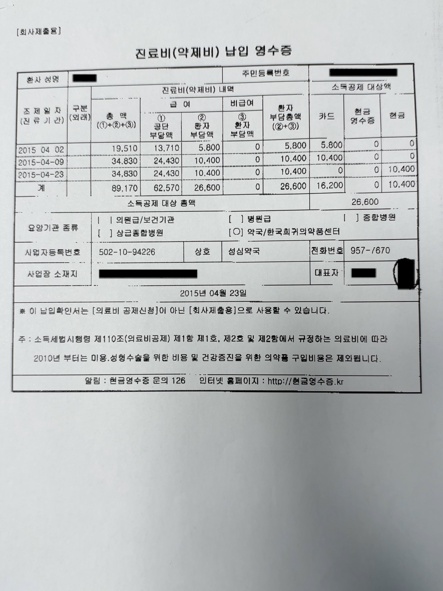 [회사제출용]
진료비(약제비) 납입 영수증
환자 성명 주민등록번호
진료비(약제비) 내역 소득공제 대상액
조제일자 (진료기간) 구분 (외래) 총 액 (①+②+③) 급 여 ① 공단 부담액 ② 환자 부담액 비급여 ③ 환자 부담액 환자 부담총액 (②+③) 카드 현금 영수증 현금
2015-04-02 19,510 13,710 5,800 0 5,800 5,800 0 0
2015-04-09 34,830 24,430 10,400 0 10,400 10,400 0 0
2015-04-23 34,830 24,430 10,400 0 10,400 0 0 10,400
계 89,170 62,570 26,600 0 26,600 16,200 0 10,400
소득공제 대상 총액 26,600
요양기관 종류 [ ] 의원급/보건기관 [ ] 병원급 [ ] 종합병원
[ ] 상급종합병원 [○] 약국/한국희귀의약품센터
사업자등록번호 502-10-94226 상호 성심약국 전화번호 957-/670
사업장 소재지 대표자
2015년 04월 23일
※ 이 납입확인서는 [의료비 공제신청]이 아닌 [회사제출용]으로 사용할 수 있습니다.
주 : 소득세법시행령 제110조(의료비공제) 제1항 제1호, 제2호 및 제2항에서 규정하는 의료비에 따라
2010년 부터는 미용.성형수술을 위한 비용 및 건강증진을 위한 의약품 구입비용은 제외됩니다.
알림 : 현금영수증 문의 126 인터넷 홈페이지 : http://현금영수증.kr